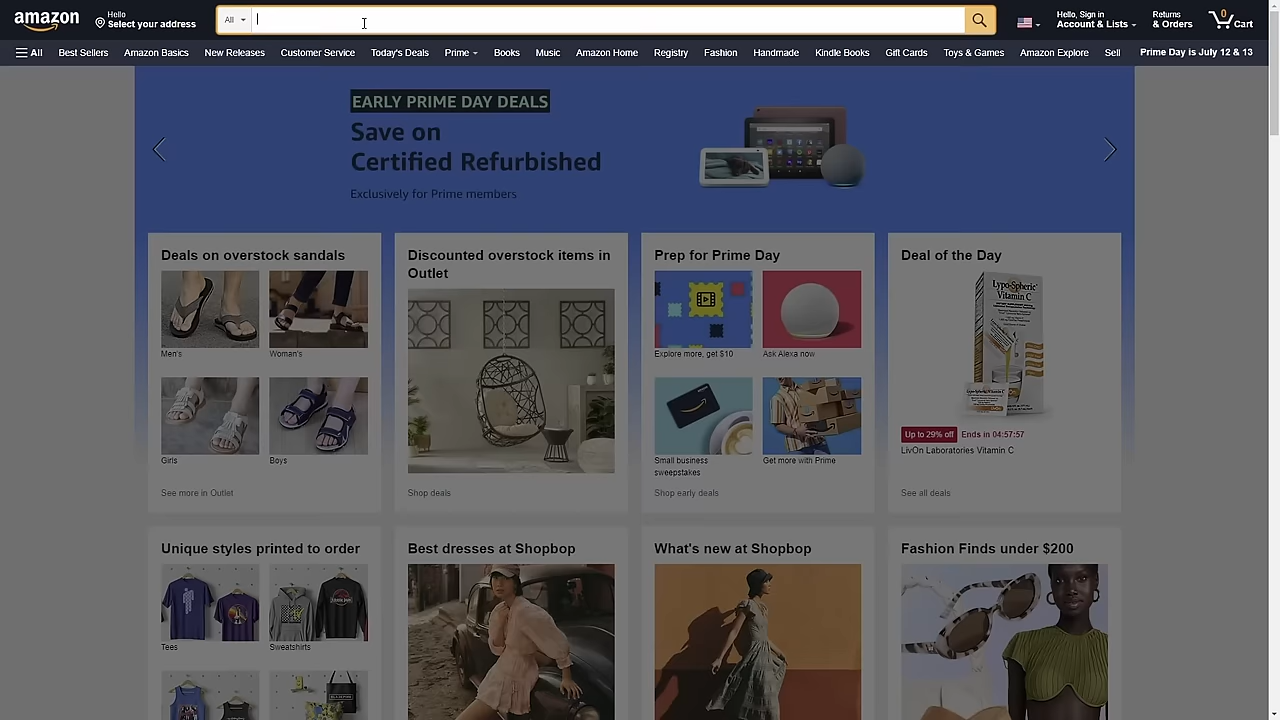 amazon
Hello
Select your address
All
Hello, Sign in
Account & Lists
Returns
& Orders
0
Cart
All
Best Sellers
Amazon Basics
New Releases
Customer Service
Today's Deals
Prime
Books
Music
Amazon Home
Registry
Fashion
Handmade
Kindle Books
Gift Cards
Toys & Games
Amazon Explore
Sell
Prime Day is July 12 & 13
EARLY PRIME DAY DEALS
Save on
Certified Refurbished
Exclusively for Prime members
Deals on overstock sandals
Men's
Woman's
Girls
Boys
See more in Outlet
Discounted overstock items in
Outlet
Shop deals
Prep for Prime Day
Explore more, get $10
Ask Alexa now
Small business
sweepstakes
Get more with Prime
Shop early deals
Deal of the Day
Lypo-Spheric
Vitamin C
Up to 29% off
Ends in 04:57:57
LivOn Laboratories Vitamin C
See all deals
Unique styles printed to order
Tees
Sweatshirts
Best dresses at Shopbop
What's new at Shopbop
Fashion Finds under $200